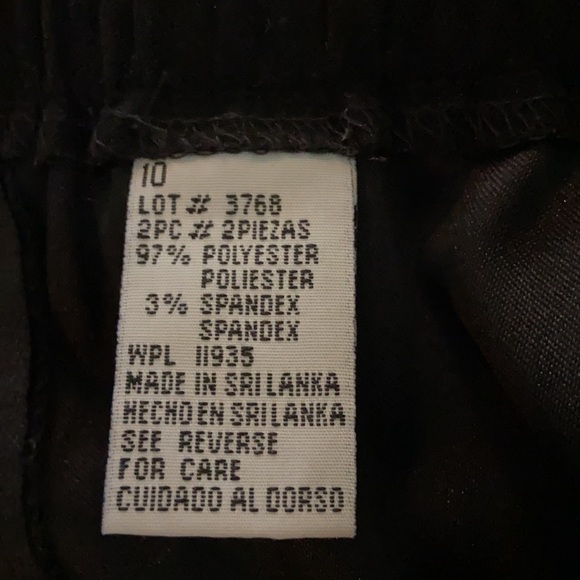 10
LOT # 3768
2PC # 2PIEZAS
97% POLYESTER
POLIESTER
3% SPANDEX
SPANDEX
WPL 11935
MADE IN SRI LANKA
HECHO EN SRI LANKA
SEE REVERSE
FOR CARE
CUIDADO AL DORSO